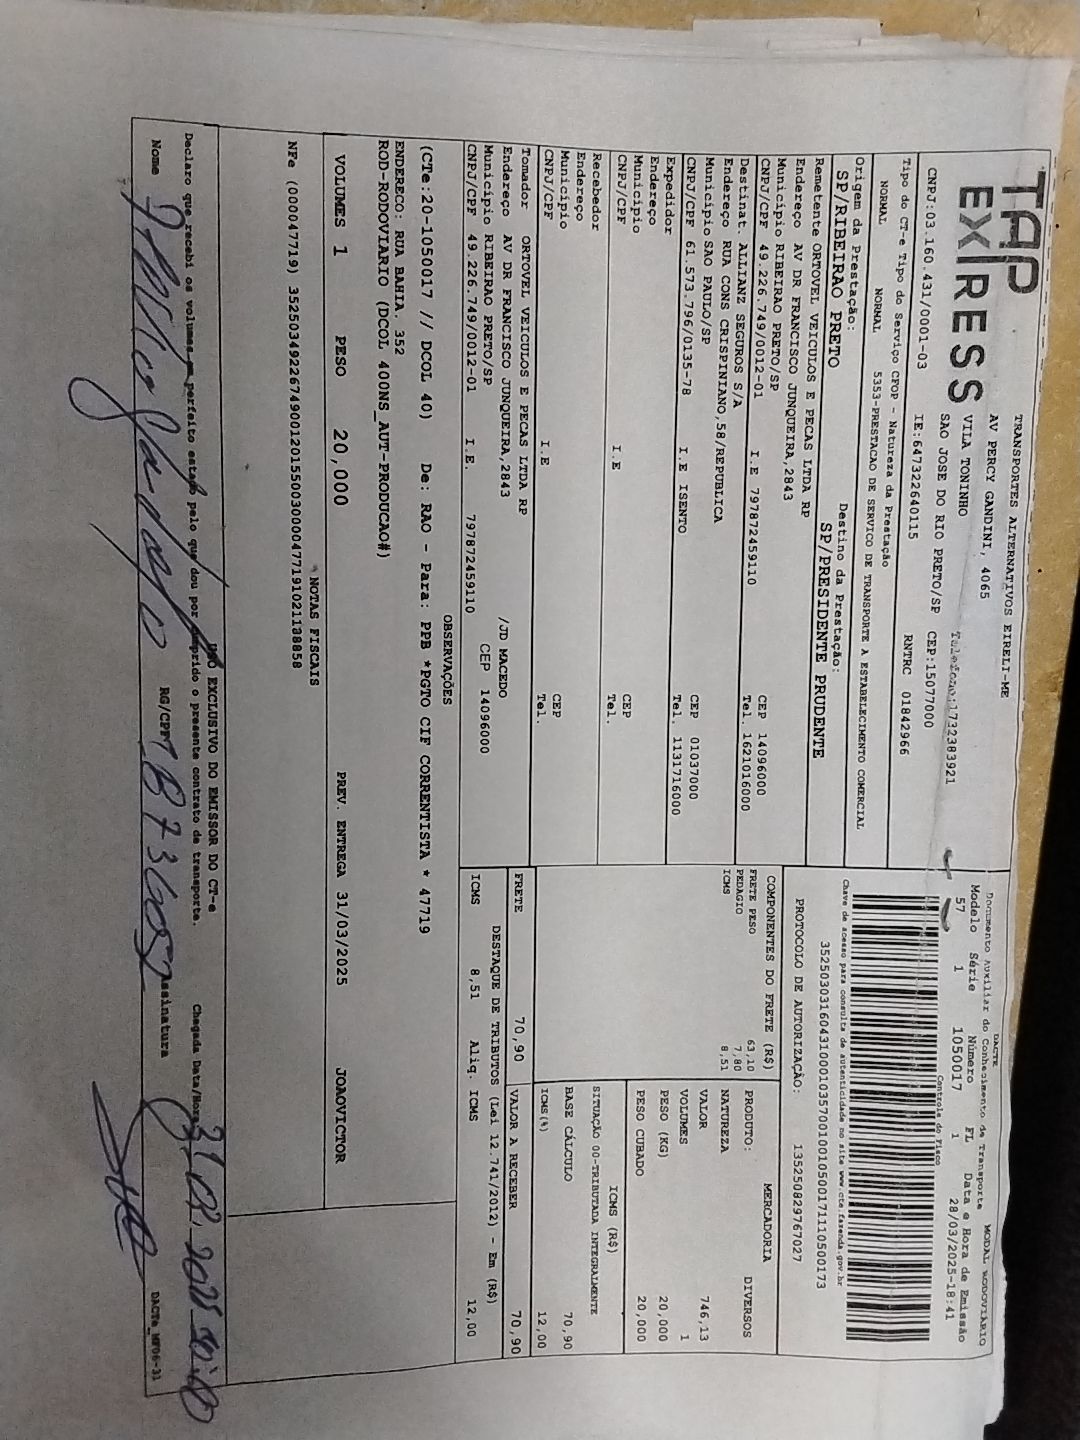 TAP
EXPRESS
TRANSPORTES ALTERNATIVOS EIRELI-ME
AV PERCY GANDINI, 4065
VILA TONINHO
SAO JOSE DO RIO PRETO/SP CEP:15077000
Telefone:1732383921
CNPJ:03.160.431/0001-03 IE:647322640115 RNTRC 01842966
DACTE
Documento Auxiliar do Conhecimento de Transporte MODAL RODOVIÁRIO
Modelo Série Número FL Data e Hora de Emissão
57 1 1050017 1 28/03/2025-18:41
Controle do Fisco
Chave de acesso para consulta de autenticidade no site www.cte.fazenda.gov.br
35250303160431000103570010010500171110500173
PROTOCOLO DE AUTORIZAÇÃO: 135250829767027
Tipo do CT-e Tipo do Serviço CFOP - Natureza da Prestação
NORMAL NORMAL 5353-PRESTACAO DE SERVICO DE TRANSPORTE A ESTABELECIMENTO COMERCIAL
Origem da Prestação: Destino da Prestação:
SP/RIBEIRAO PRETO SP/PRESIDENTE PRUDENTE
Remetente ORTOVEL VEICULOS E PECAS LTDA RP
Endereço AV DR FRANCISCO JUNQUEIRA,2843
Município RIBEIRAO PRETO/SP CEP 14096000
CNPJ/CPF 49.226.749/0012-01 I.E 797872459110 Tel. 1621016000
Destinat. ALLIANZ SEGUROS S/A
Endereço RUA CONS CRISPINIANO,58/REPUBLICA
Município SAO PAULO/SP CEP 01037000
CNPJ/CPF 61.573.796/0135-78 I.E ISENTO Tel. 1131716000
Expedidor
Endereço
Município CEP
CNPJ/CPF I.E Tel.
Recebedor
Endereço
Município CEP
CNPJ/CPF I.E Tel.
Tomador ORTOVEL VEICULOS E PECAS LTDA RP
Endereço AV DR FRANCISCO JUNQUEIRA,2843 /JD MACEDO
Município RIBEIRAO PRETO/SP CEP 14096000
CNPJ/CPF 49.226.749/0012-01 I.E. 797872459110
COMPONENTES DO FRETE (R$)
FRETE PESO 63,10
PEDAGIO 7,80
ICMS 8,51
MERCADORIA
PRODUTO: DIVERSOS
NATUREZA
VALOR 746,13
VOLUMES 1
PESO (KG) 20,000
PESO CUBADO 20,000
ICMS (R$)
SITUAÇÃO 00-TRIBUTADA INTEGRALMENTE
BASE CÁLCULO 70,90
ICMS(%) 12,00
FRETE 70,90 VALOR A RECEBER 70,90
DESTAQUE DE TRIBUTOS (Lei 12.741/2012) - Em (R$)
ICMS 8,51 Aliq. ICMS 12,00
OBSERVAÇÕES
(CTe:20-1050017 // DCOL 40) De: RAO - Para: PPB *PGTO CIF CORRENTISTA * 47719
ENDERECO: RUA BAHIA. 352
ROD-RODOVIARIO (DCOL 400NS_AUT-PRODUCAO#)
VOLUMES 1 PESO 20,000 PREV. ENTREGA 31/03/2025 JOAOVICTOR
NOTAS FISCAIS
NFe (000047719) 35250349226749001201550030000477191021138858
USO EXCLUSIVO DO EMISSOR DO CT-e
Declaro que recebi os volumes em perfeito estado pelo que dou por cumprido o presente contrato de transporte.
Chegada Data/Hora
Nome RG/CPF Assinatura
DACTe_MF06-31